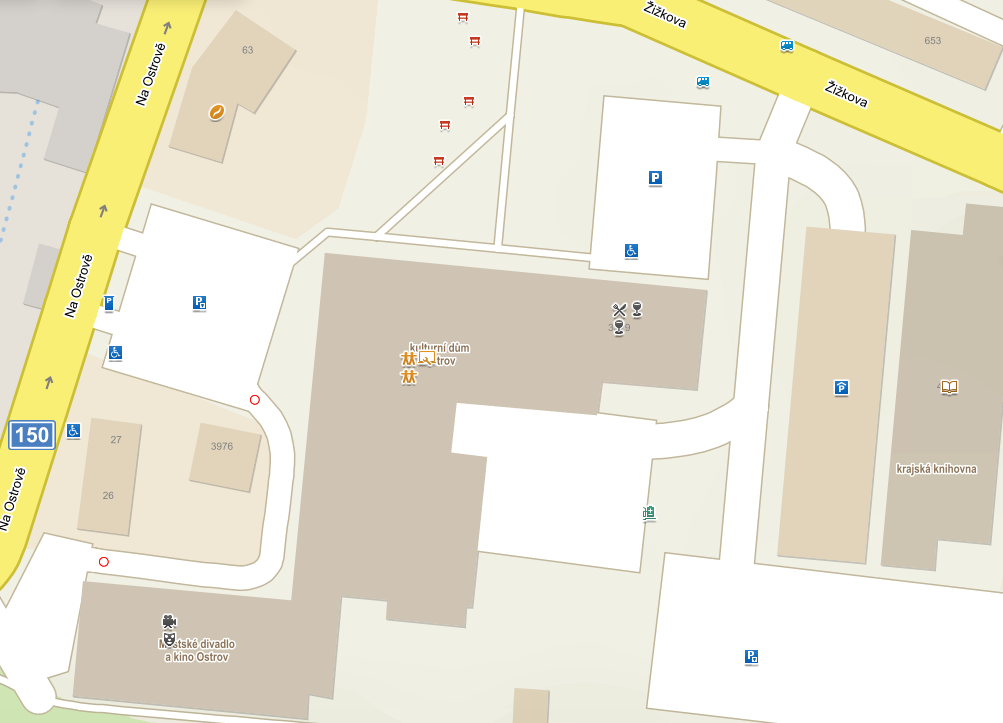 Žižkova
653
63
Na Ostrově
Žižkova
P
P
Na Ostrově
P
kulturní dům
Ostrov
P
150
27
3976
26
krajská knihovna
Na Ostrově
Městské divadlo
a kino Ostrov
P